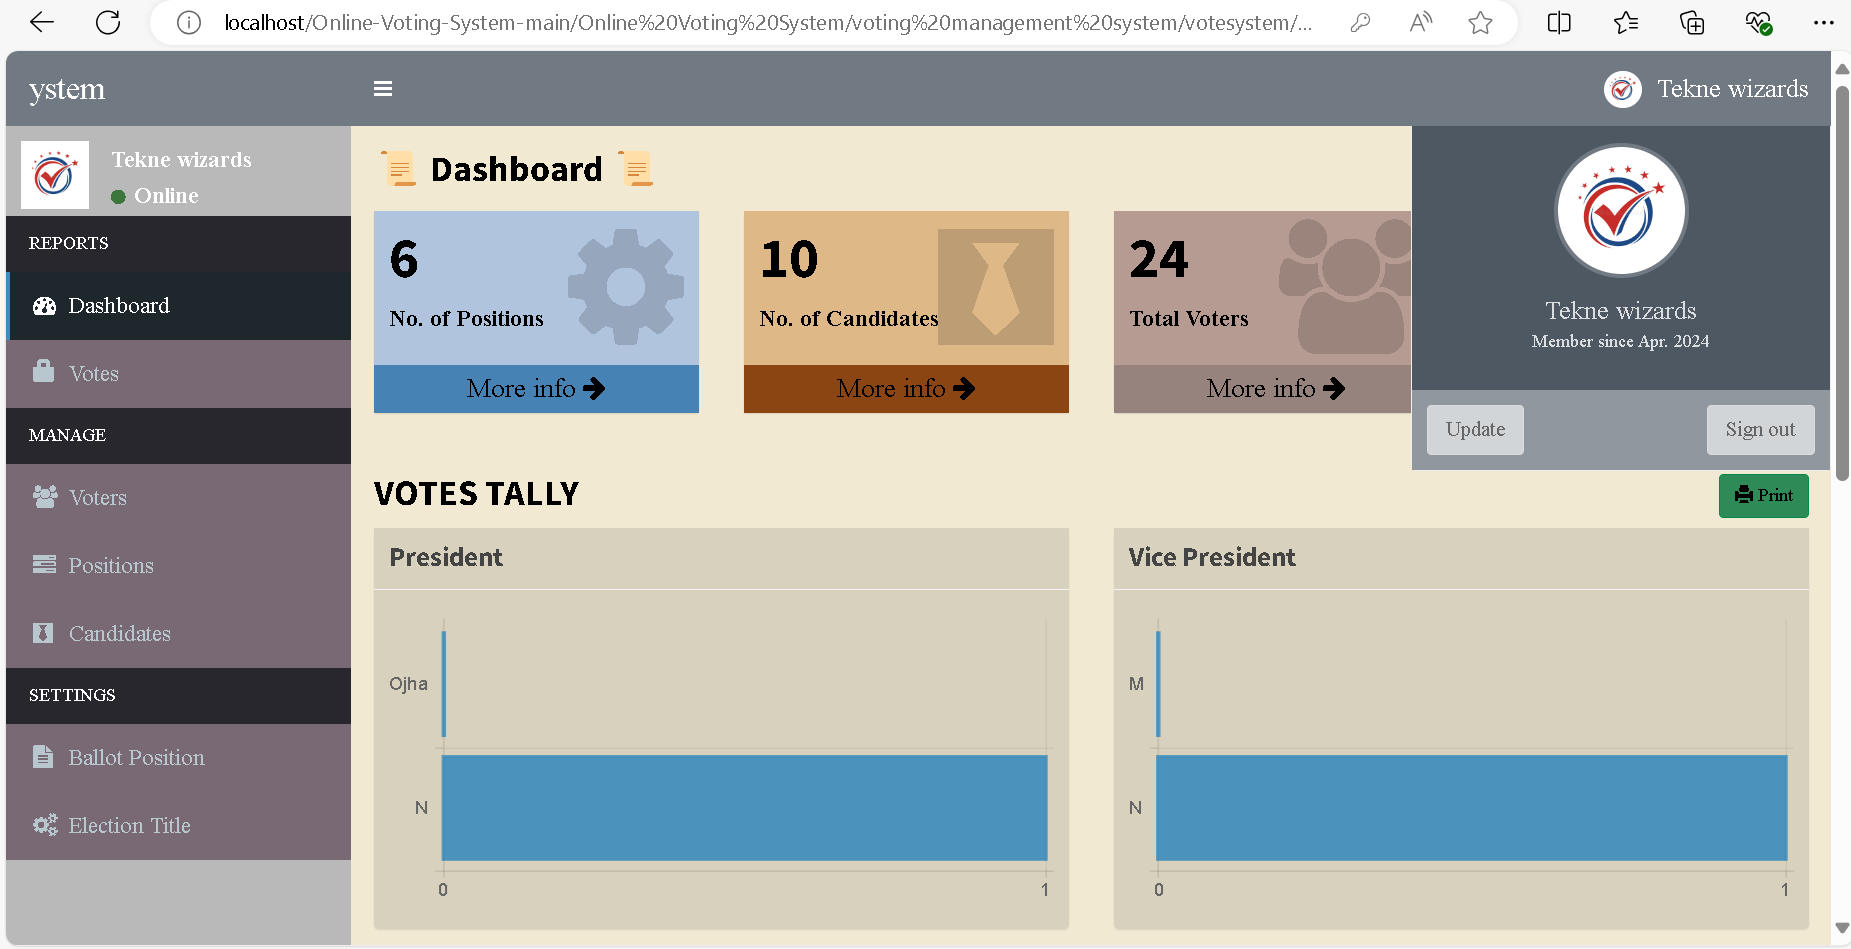 localhost/Online-Voting-System-main/Online%20Voting%20System/voting%20management%20system/votesystem/...
ystem
Tekne wizards
Tekne wizards
Online
REPORTS
Dashboard
Votes
MANAGE
Voters
Positions
Candidates
SETTINGS
Ballot Position
Election Title
Dashboard
6
No. of Positions
More info
10
No. of Candidates
More info
24
Total Voters
More info
Tekne wizards
Member since Apr. 2024
Update
Sign out
VOTES TALLY
Print
President
Ojha
N
0 1
Vice President
M
N
0 1